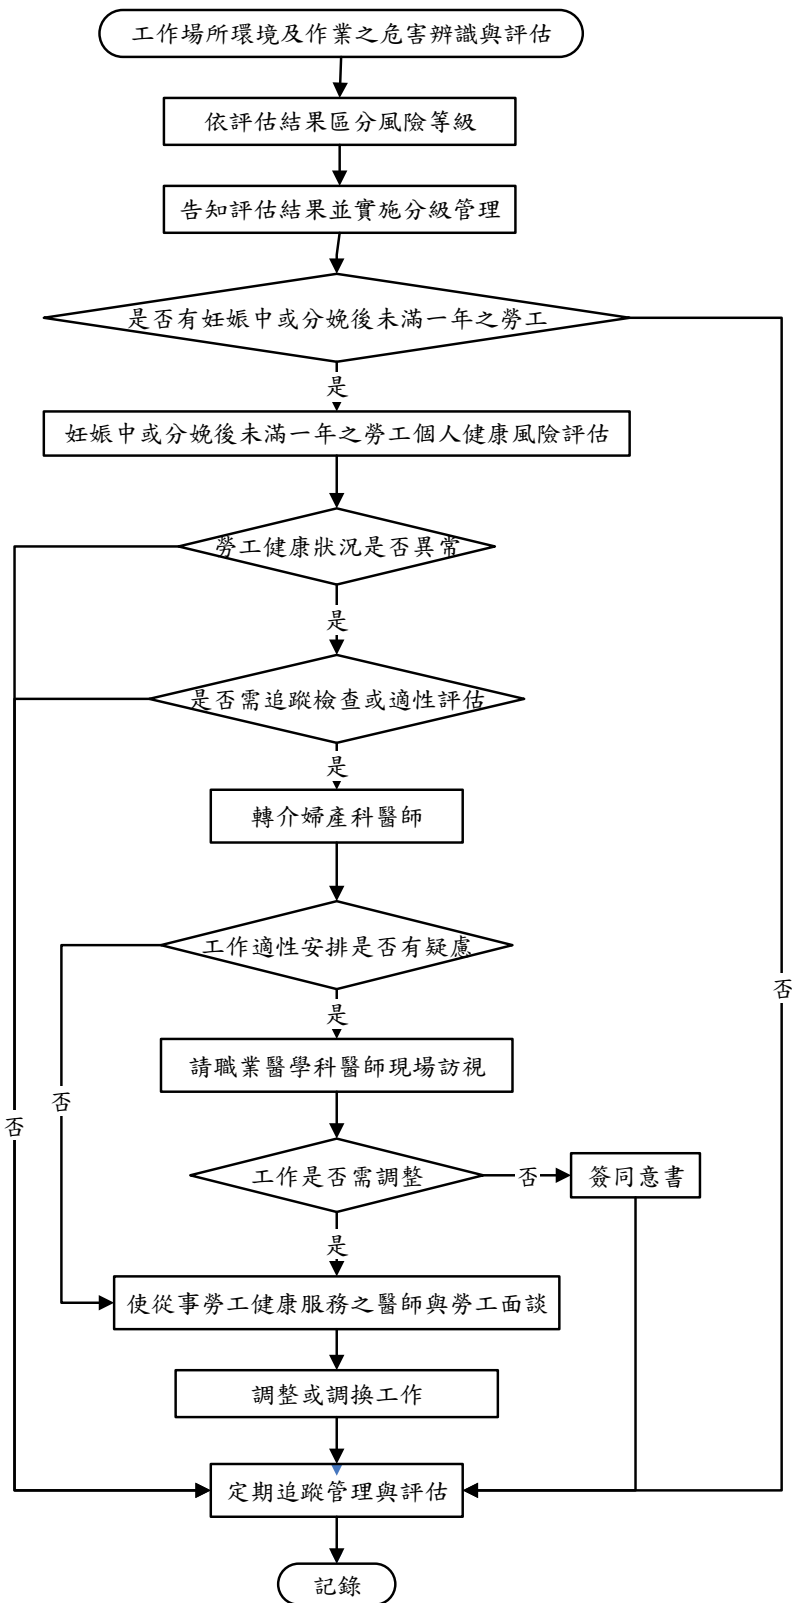 工作場所環境及作業之危害辨識與評估
依評估結果區分風險等級
告知評估結果並實施分級管理
是否有妊娠中或分娩後未滿一年之勞工
是
妊娠中或分娩後未滿一年之勞工個人健康風險評估
勞工健康狀況是否異常
是
是否需追蹤檢查或適性評估
是
轉介婦產科醫師
工作適性安排是否有疑慮
否
是
請職業醫學科醫師現場訪視
否
否
工作是否需調整
否
簽同意書
是
使從事勞工健康服務之醫師與勞工面談
調整或調換工作
定期追蹤管理與評估
記錄